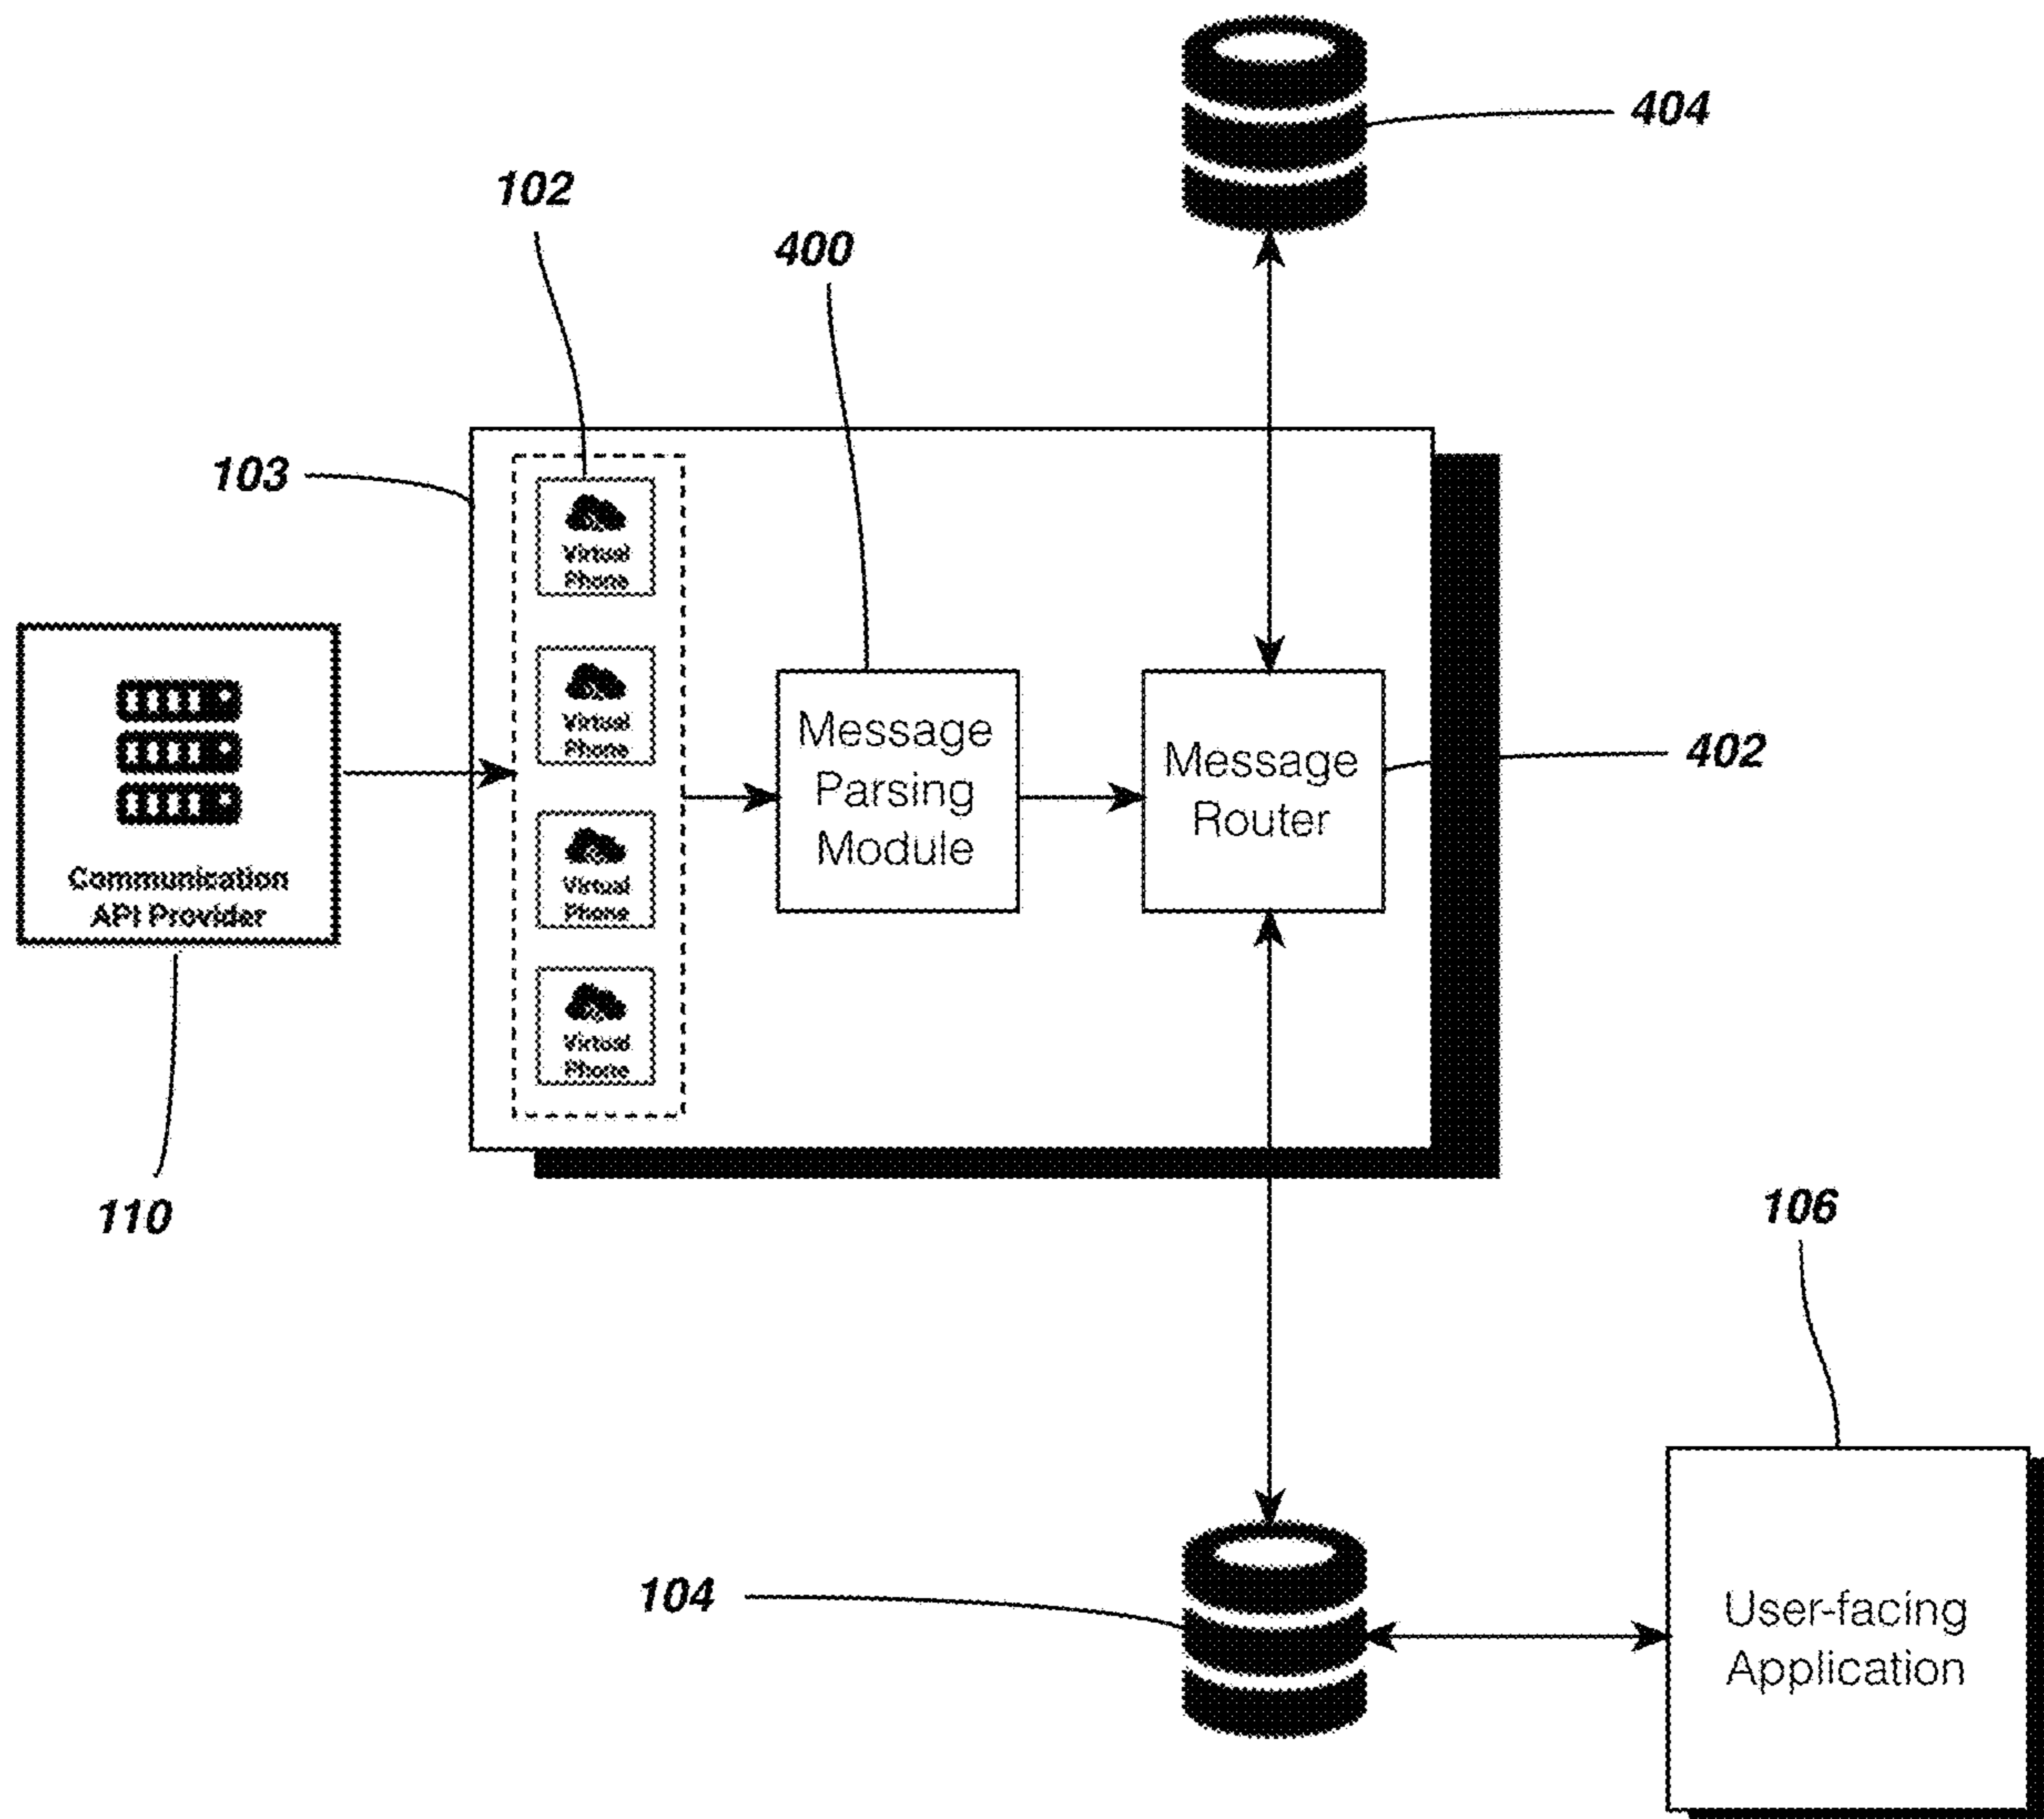 404
102
400
103
Virtual
Phone
Virtual
Phone
Virtual
Phone
Virtual
Phone
Message
Parsing
Module
Message
Router
402
Communication
API Provider
110
106
104
User-facing
Application